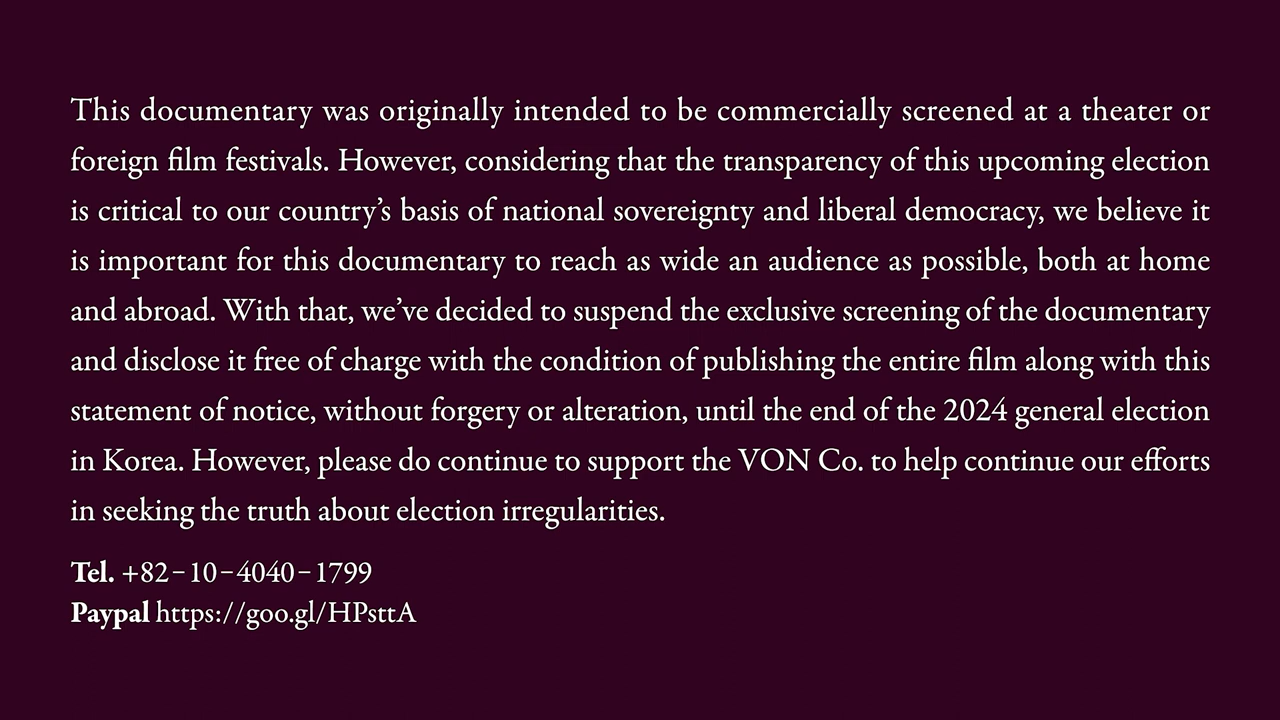 This documentary was originally intended to be commercially screened at a theater or
foreign film festivals. However, considering that the transparency of this upcoming election
is critical to our country’s basis of national sovereignty and liberal democracy, we believe it
is important for this documentary to reach as wide an audience as possible, both at home
and abroad. With that, we’ve decided to suspend the exclusive screening of the documentary
and disclose it free of charge with the condition of publishing the entire film along with this
statement of notice, without forgery or alteration, until the end of the 2024 general election
in Korea. However, please do continue to support the VON Co. to help continue our efforts
in seeking the truth about election irregularities.
Tel. +82−10−4040−1799
Paypal https://goo.gl/HPsttA